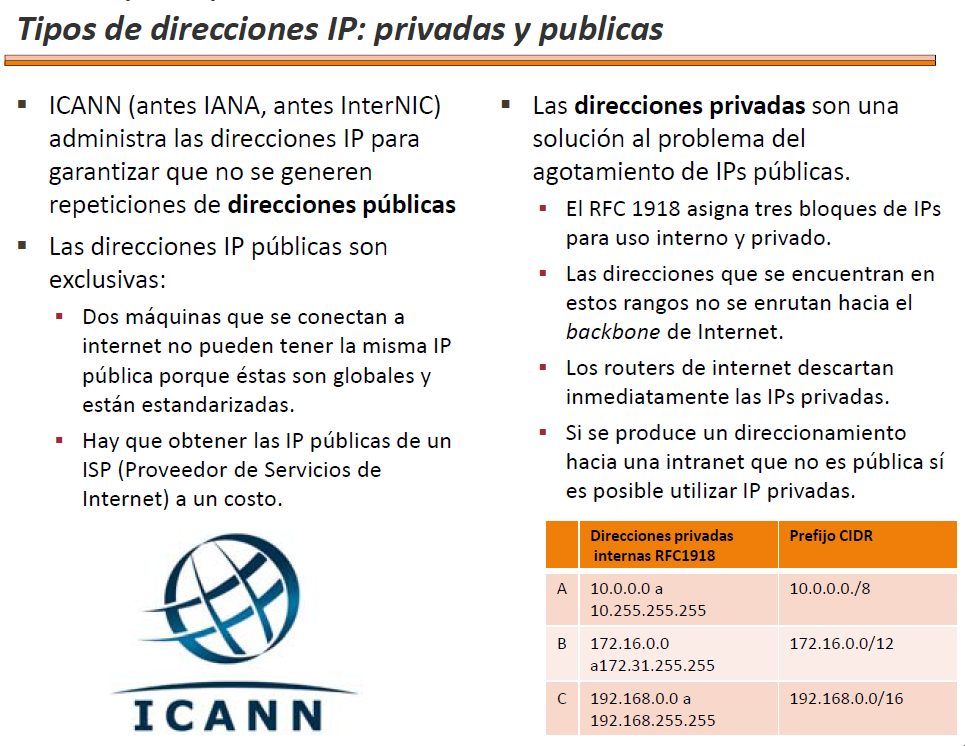 Tipos de direcciones IP: privadas y publicas
ICANN (antes IANA, antes InterNIC)
administra las direcciones IP para
garantizar que no se generen
repeticiones de direcciones públicas
Las direcciones IP públicas son
exclusivas:
Dos máquinas que se conectan a
internet no pueden tener la misma IP
pública porque éstas son globales y
están estandarizadas.
Hay que obtener las IP públicas de un
ISP (Proveedor de Servicios de
Internet) a un costo.
ICANN
Las direcciones privadas son una
solución al problema del
agotamiento de IPs públicas.
El RFC 1918 asigna tres bloques de IPs
para uso interno y privado.
Las direcciones que se encuentran en
estos rangos no se enrutan hacia el
backbone de Internet.
Los routers de internet descartan
inmediatamente las IPs privadas.
Si se produce un direccionamiento
hacia una intranet que no es pública sí
es posible utilizar IP privadas.
Direcciones privadas
internas RFC1918
Prefijo CIDR
A
10.0.0.0 a
10.255.255.255
10.0.0.0./8
B
172.16.0.0
a172.31.255.255
172.16.0.0/12
C
192.168.0.0 a
192.168.255.255
192.168.0.0/16